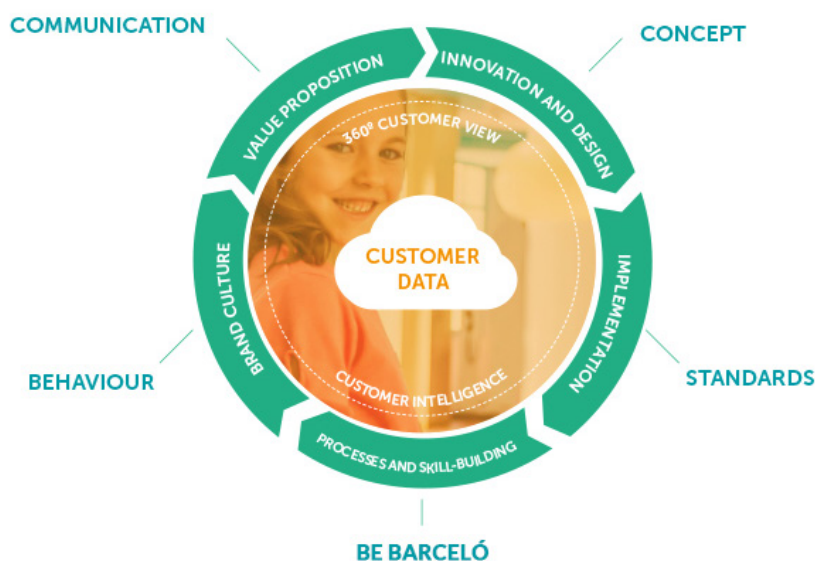 COMMUNICATION
CONCEPT
VALUE PROPOSITION
INNOVATION AND DESIGN
360º CUSTOMER VIEW
CUSTOMER
DATA
BRAND CULTURE
IMPLEMENTATION
BEHAVIOUR
STANDARDS
CUSTOMER INTELLIGENCE
PROCESSES AND SKILL-BUILDING
BE BARCELÓ